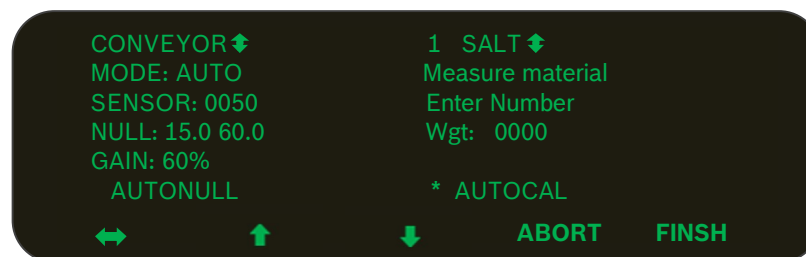 CONVEYOR
MODE: AUTO
SENSOR: 0050
NULL: 15.0 60.0
GAIN: 60%
AUTONULL
1 SALT
Measure material
Enter Number
Wgt: 0000
* AUTOCAL
ABORT FINSH